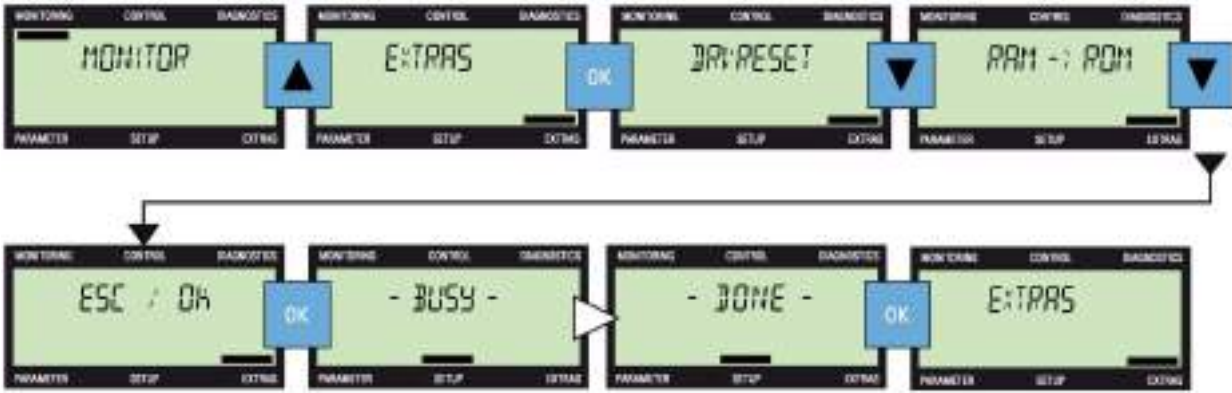 MONITORING CONTROL DIAGNOSTICS
MONITOR
PARAMETER SETUP EXTRAS
MONITORING CONTROL DIAGNOSTICS
EXTRAS
PARAMETER SETUP EXTRAS
OK
MONITORING CONTROL DIAGNOSTICS
DRVRESET
PARAMETER SETUP EXTRAS
MONITORING CONTROL DIAGNOSTICS
RAM -> ROM
PARAMETER SETUP EXTRAS
MONITORING CONTROL DIAGNOSTICS
ESC / OK
PARAMETER SETUP EXTRAS
OK
MONITORING CONTROL DIAGNOSTICS
- BUSY -
PARAMETER SETUP EXTRAS
MONITORING CONTROL DIAGNOSTICS
- DONE -
PARAMETER SETUP EXTRAS
OK
MONITORING CONTROL DIAGNOSTICS
EXTRAS
PARAMETER SETUP EXTRAS